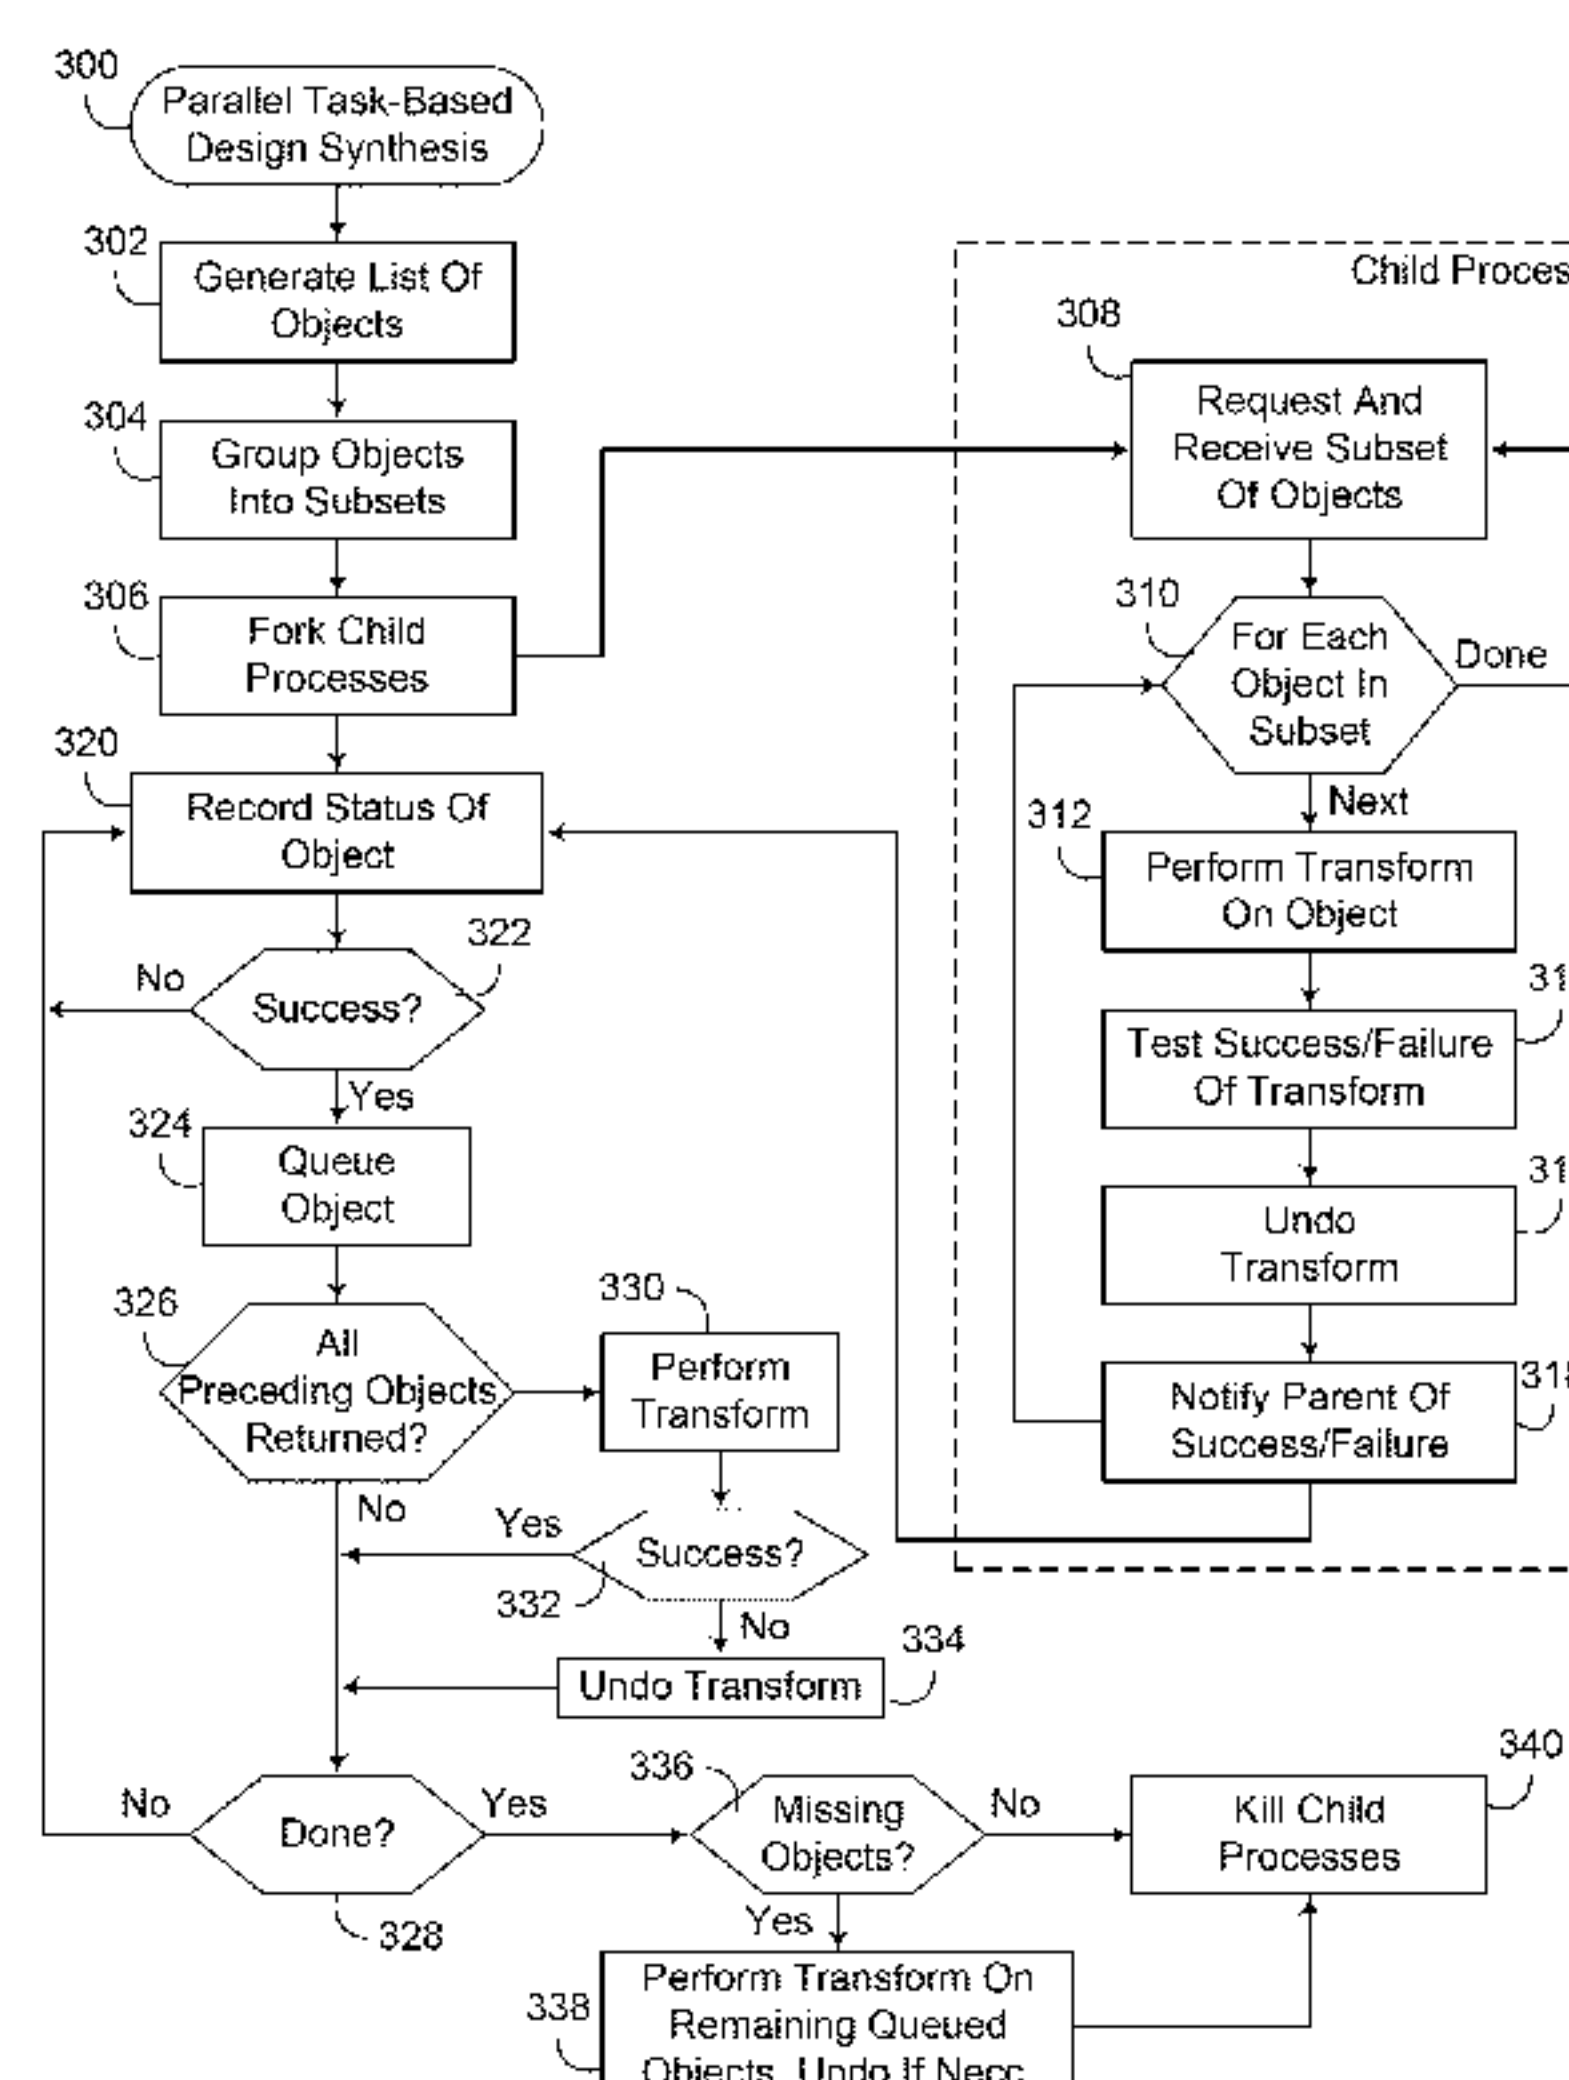 300
Parallel Task-Based
Design Synthesis
302
Generate List Of
Objects
304
Group Objects
Into Subsets
306
Fork Child
Processes
320
Record Status Of
Object
322
Success?
No
Yes
324
Queue
Object
326
All
Preceding Objects
Returned?
No
330
Perform
Transform
Success?
Yes
332
No
334
Undo Transform
Done?
No
Yes
328
336
Missing
Objects?
No
Yes
338
Perform Transform On
Remaining Queued
Objects, Undo If Necc.
340
Kill Child
Processes
Child
308
Request And
Receive Subset
Of Objects
310
For Each
Object In
Subset
Done
Next
312
Perform Transform
On Object
Test Success/Failure
Of Transform
Undo
Transform
Notify Parent Of
Success/Failure